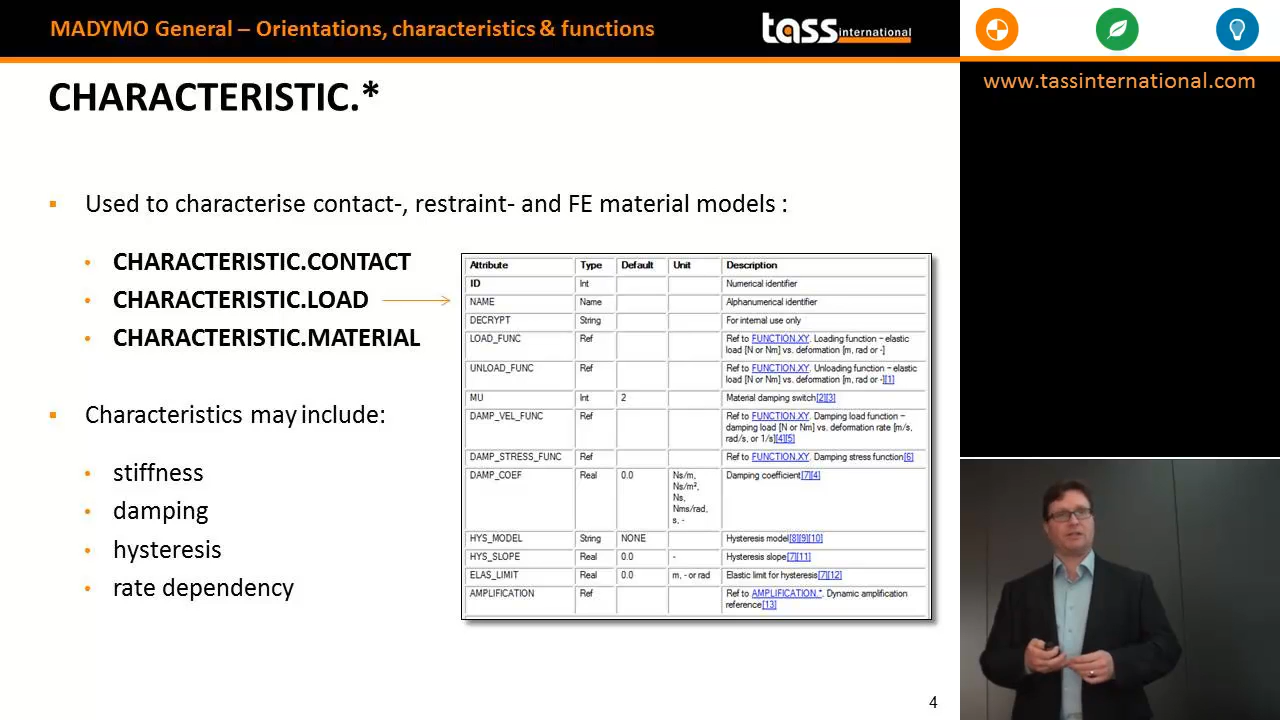 MADYMO General – Orientations, characteristics & functions
tass international
www.tassinternational.com
CHARACTERISTIC.*
Used to characterise contact-, restraint- and FE material models :
CHARACTERISTIC.CONTACT
CHARACTERISTIC.LOAD
CHARACTERISTIC.MATERIAL
Characteristics may include:
stiffness
damping
hysteresis
rate dependency
Attribute Type Default Unit Description
ID Int Numerical identifier
NAME Name Alphanumerical identifier
DECRYPT String For internal use only
LOAD_FUNC Ref Ref to FUNCTION.XY. Loading function – elastic
load [N or Nm] vs. deformation [m, rad or -]
UNLOAD_FUNC Ref Ref to FUNCTION.XY. Unloading function – elastic
load [N or Nm] vs. deformation [m, rad or -][1]
MU Int 2 Material damping switch[2][3]
DAMP_VEL_FUNC Ref Ref to FUNCTION.XY. Damping load function –
damping load [N or Nm] vs. deformation rate [m/s,
rad/s, or 1/s][4][5]
DAMP_STRESS_FUNC Ref Ref to FUNCTION.XY. Damping stress function[6]
DAMP_COEF Real 0.0 Ns/m, Damping coefficient[7][4]
Ns/m²,
Ns,
Nms/rad,
s, -
HYS_MODEL String NONE Hysteresis model[8][9][10]
HYS_SLOPE Real 0.0 - Hysteresis slope[7][11]
ELAS_LIMIT Real 0.0 m, - or rad Elastic limit for hysteresis[7][12]
AMPLIFICATION Ref Ref to AMPLIFICATION.*. Dynamic amplification
reference[13]
4